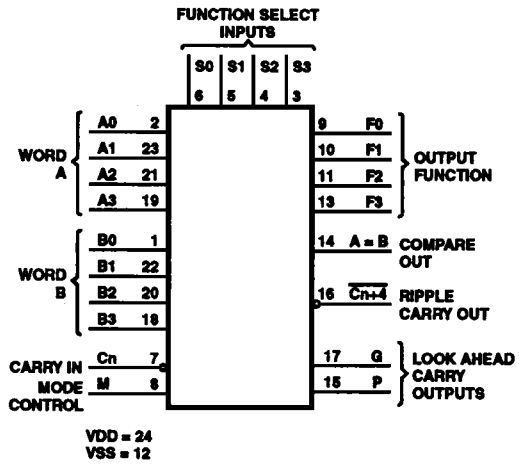 FUNCTION SELECT
INPUTS
S0 S1 S2 S3
6 5 4 3
WORD
A
A0 2
A1 23
A2 21
A3 19
WORD
B
B0 1
B1 22
B2 20
B3 18
CARRY IN Cn 7
MODE
CONTROL M 8
9 F0
10 F1
11 F2
13 F3
OUTPUT
FUNCTION
14 A = B COMPARE
OUT
16 C̅n̅+̅4̅ RIPPLE
CARRY OUT
17 G
15 P
LOOK AHEAD
CARRY
OUTPUTS
VDD = 24
VSS = 12